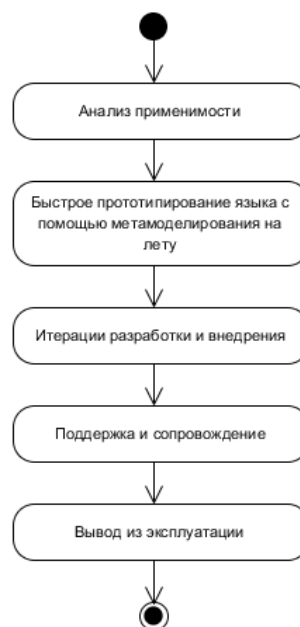 Анализ применимости
Быстрое прототипирование языка с
помощью метамоделирования на
лету
Итерации разработки и внедрения
Поддержка и сопровождение
Вывод из эксплуатации